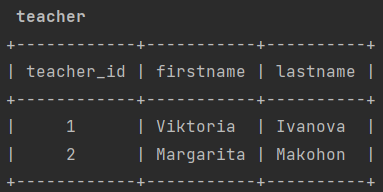 teacher
+------------+-----------+----------+
| teacher_id | firstname | lastname |
+------------+-----------+----------+
|     1      | Viktoria  | Ivanova  |
|     2      | Margarita | Makohon  |
+------------+-----------+----------+